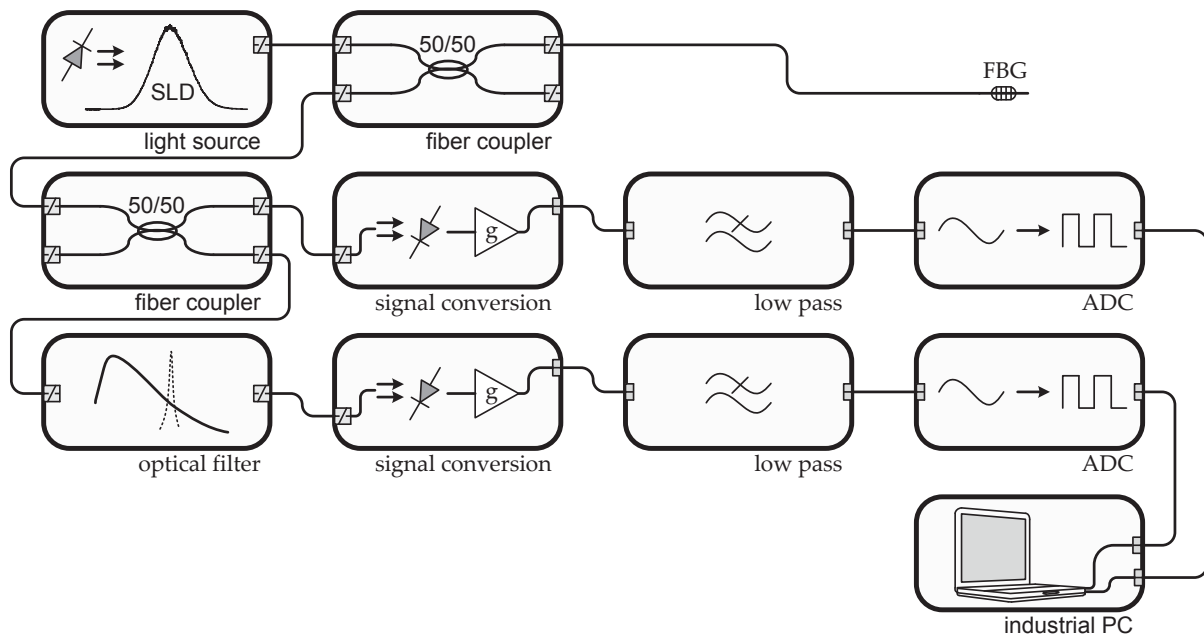 50/50
SLD
FBG
light source
fiber coupler
50/50
g
fiber coupler
signal conversion
low pass
ADC
g
optical filter
signal conversion
low pass
ADC
industrial PC